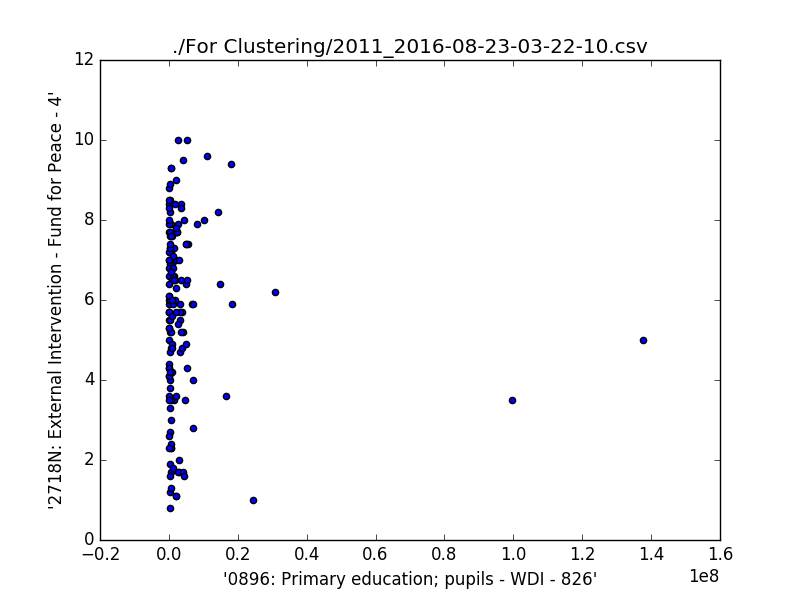 ./For Clustering/2011_2016-08-23-03-22-10.csv
12
10
8
6
4
2
0
'2718N: External Intervention - Fund for Peace - 4'
−0.2 0.0 0.2 0.4 0.6 0.8 1.0 1.2 1.4 1.6
1e8
'0896: Primary education; pupils - WDI - 826'